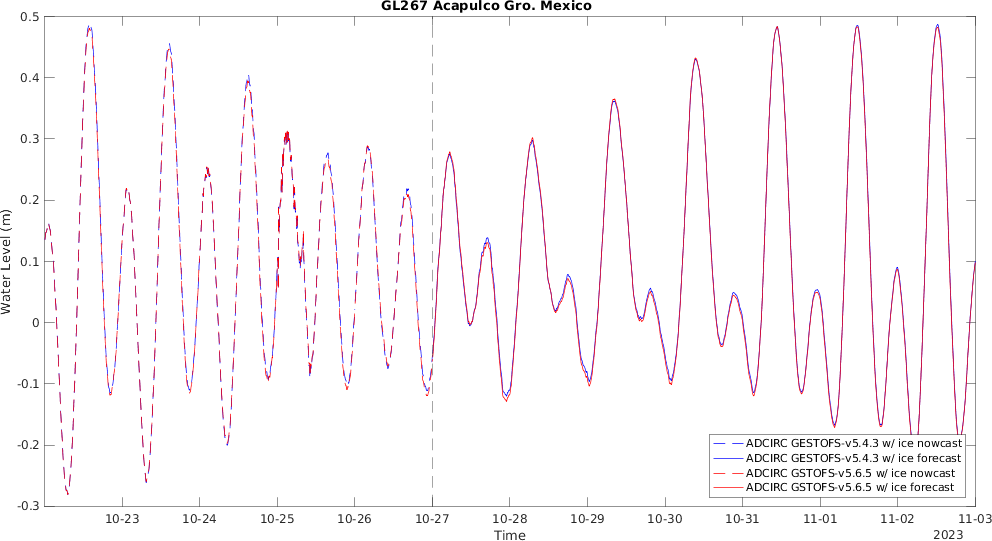 GL267 Acapulco Gro. Mexico
0.5
0.4
0.3
0.2
0.1
0
-0.1
-0.2
-0.3
Water Level (m)
ADCIRC GESTOFS-v5.4.3 w/ ice nowcast
ADCIRC GESTOFS-v5.4.3 w/ ice forecast
ADCIRC GSTOFS-v5.6.5 w/ ice nowcast
ADCIRC GSTOFS-v5.6.5 w/ ice forecast
10-23 10-24 10-25 10-26 10-27 10-28 10-29 10-30 10-31 11-01 11-02 11-03
Time 2023